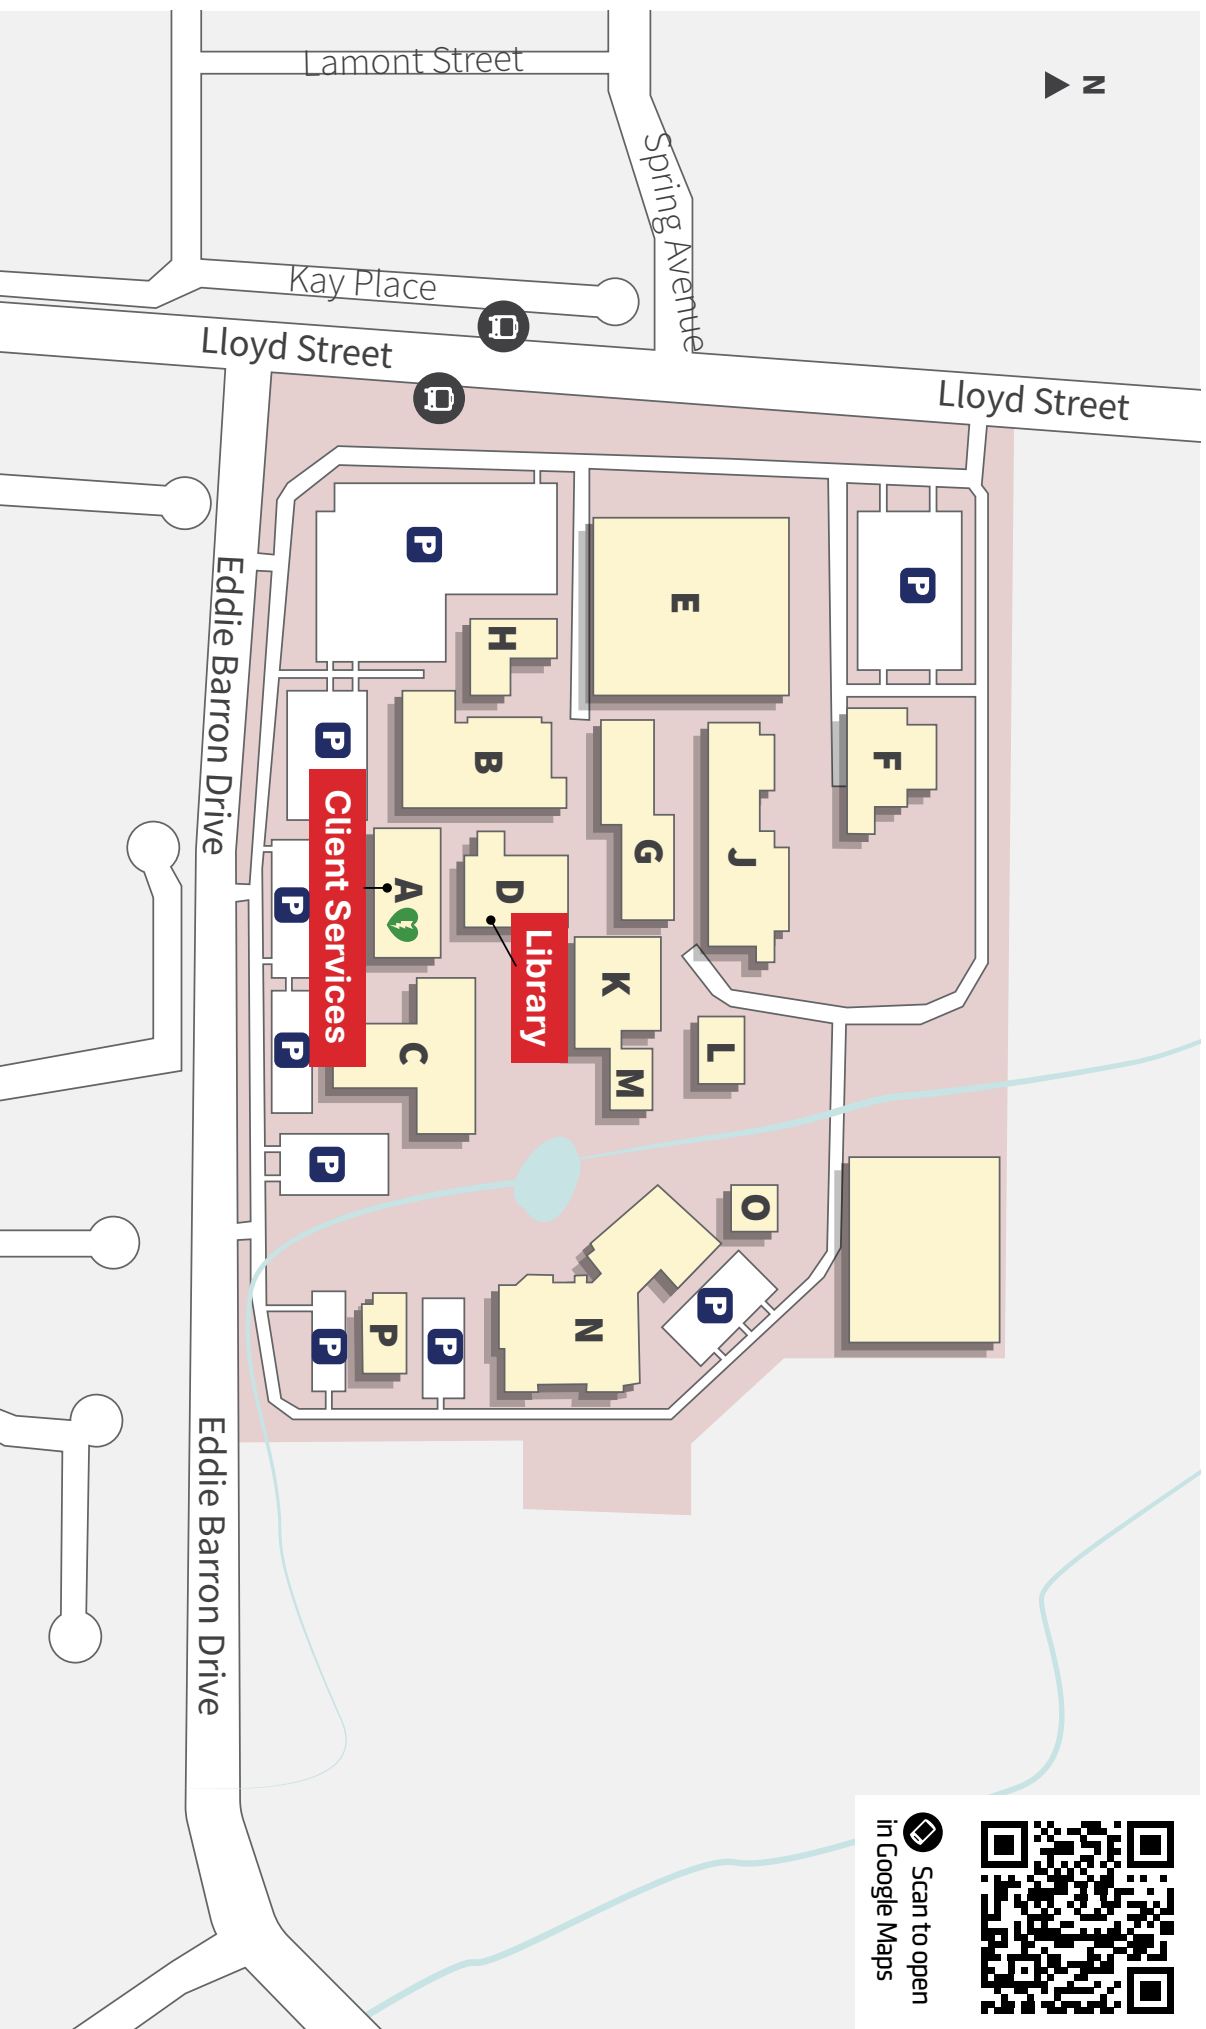 N
Lamont Street
Spring Avenue
Kay Place
Lloyd Street
Lloyd Street
Eddie Barron Drive
Eddie Barron Drive
P
P
E
H
P
B
G
J
F
Client Services
A
D
Library
K
L
M
C
P
P
P
O
N
P
P
P
P
Scan to open
in Google Maps